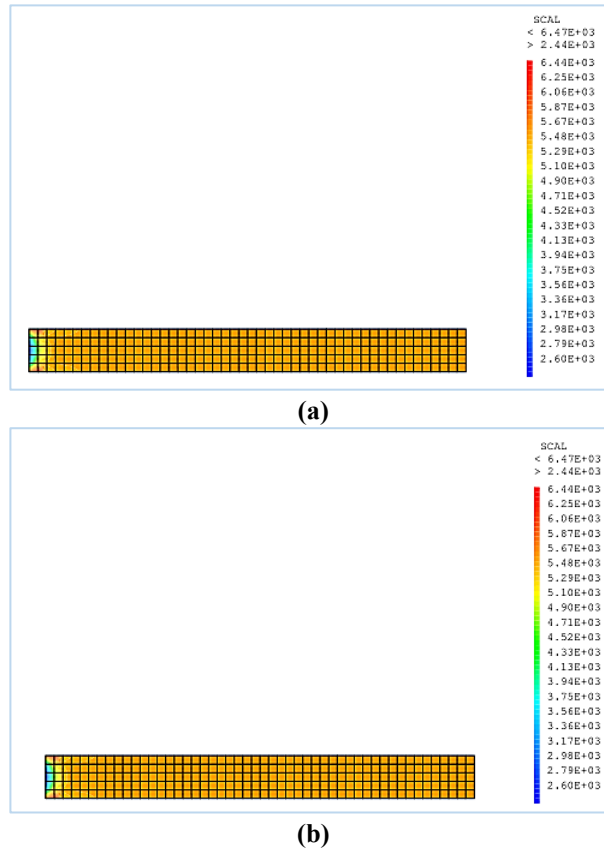 SCAL
< 6.47E+03
> 2.44E+03
6.44E+03
6.25E+03
6.06E+03
5.87E+03
5.67E+03
5.48E+03
5.29E+03
5.10E+03
4.90E+03
4.71E+03
4.52E+03
4.33E+03
4.13E+03
3.94E+03
3.75E+03
3.56E+03
3.36E+03
3.17E+03
2.98E+03
2.79E+03
2.60E+03
(a)
SCAL
< 6.47E+03
> 2.44E+03
6.44E+03
6.25E+03
6.06E+03
5.87E+03
5.67E+03
5.48E+03
5.29E+03
5.10E+03
4.90E+03
4.71E+03
4.52E+03
4.33E+03
4.13E+03
3.94E+03
3.75E+03
3.56E+03
3.36E+03
3.17E+03
2.98E+03
2.79E+03
2.60E+03
(b)